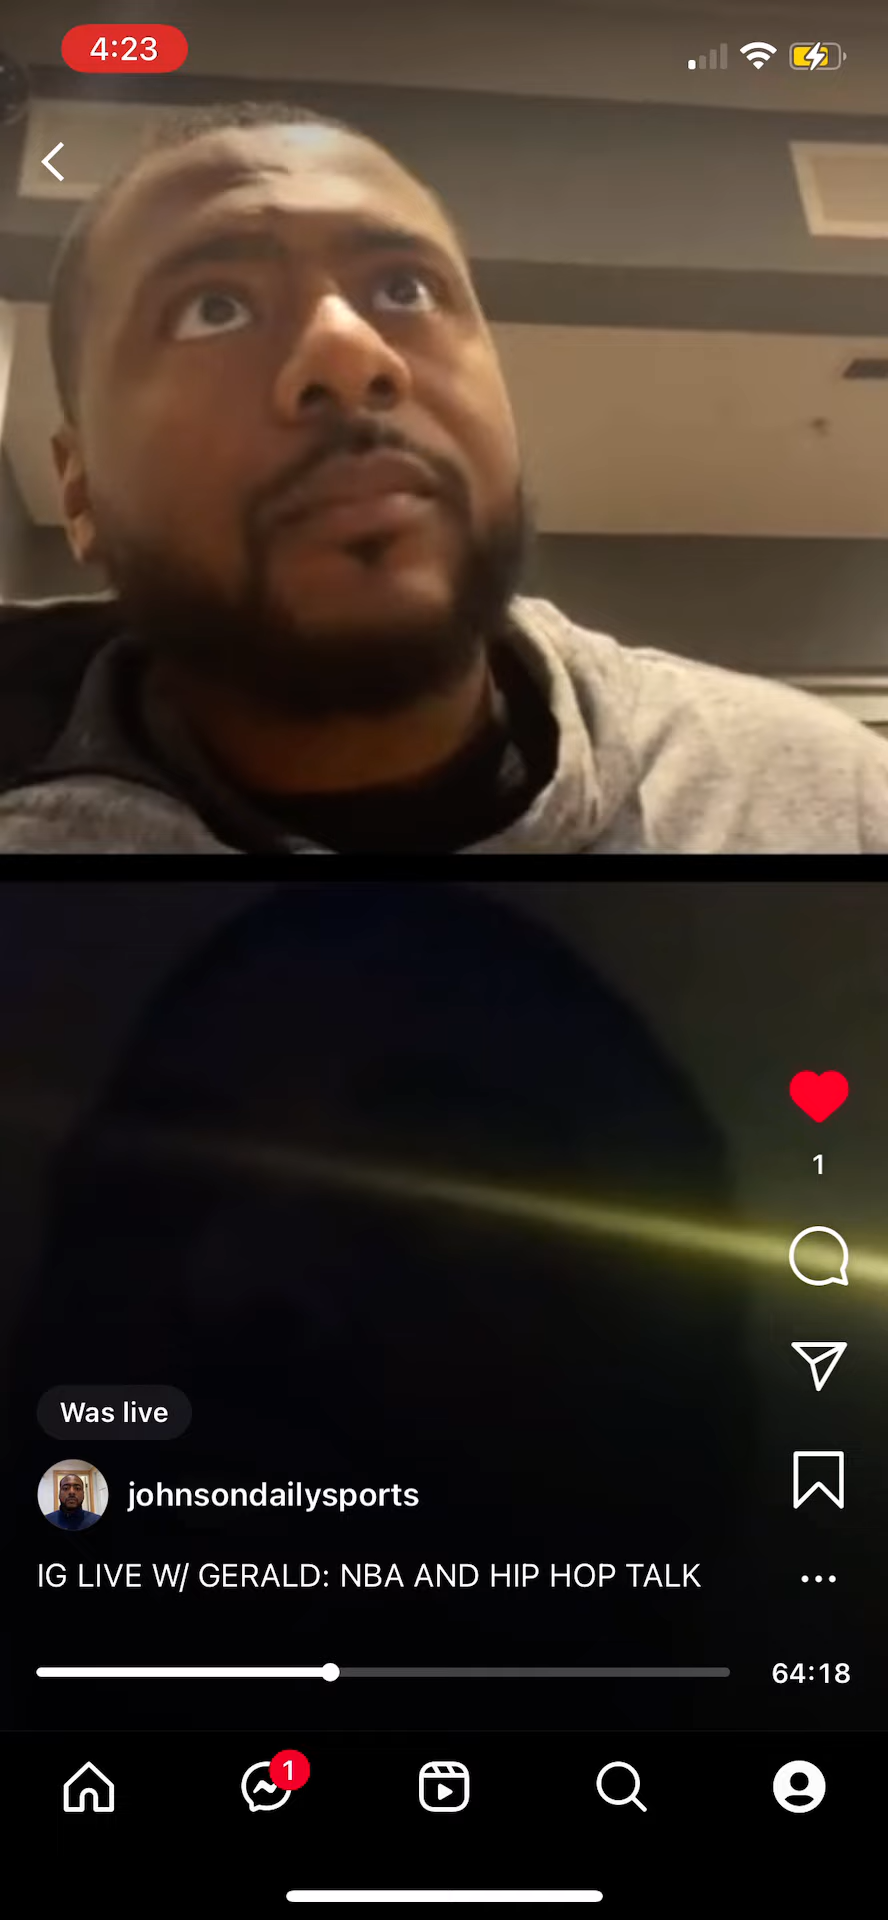 4:23
1
Was live
johnsondailysports
IG LIVE W/ GERALD: NBA AND HIP HOP TALK
64:18
1